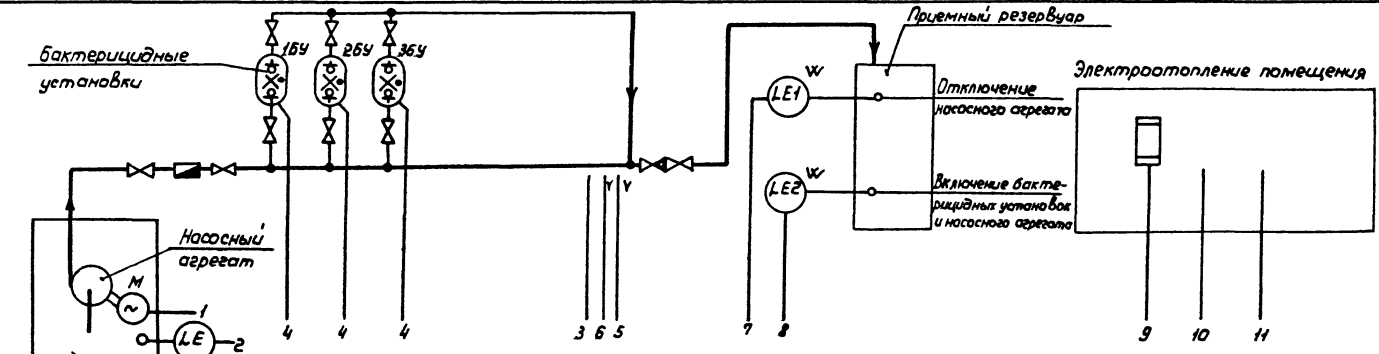 Приемный резервуар
Бактерицидные
установки
1БУ
2БУ
3БУ
Электроотопление помещения
W
LE1
Отключение
насосного агрегата
W
LE2
Включение бакте-
рицидных установок
и насосного агрегата
Насосный
агрегат
М
~
1
LE
2
4
4
4
3
6
5
7
8
9
10
11